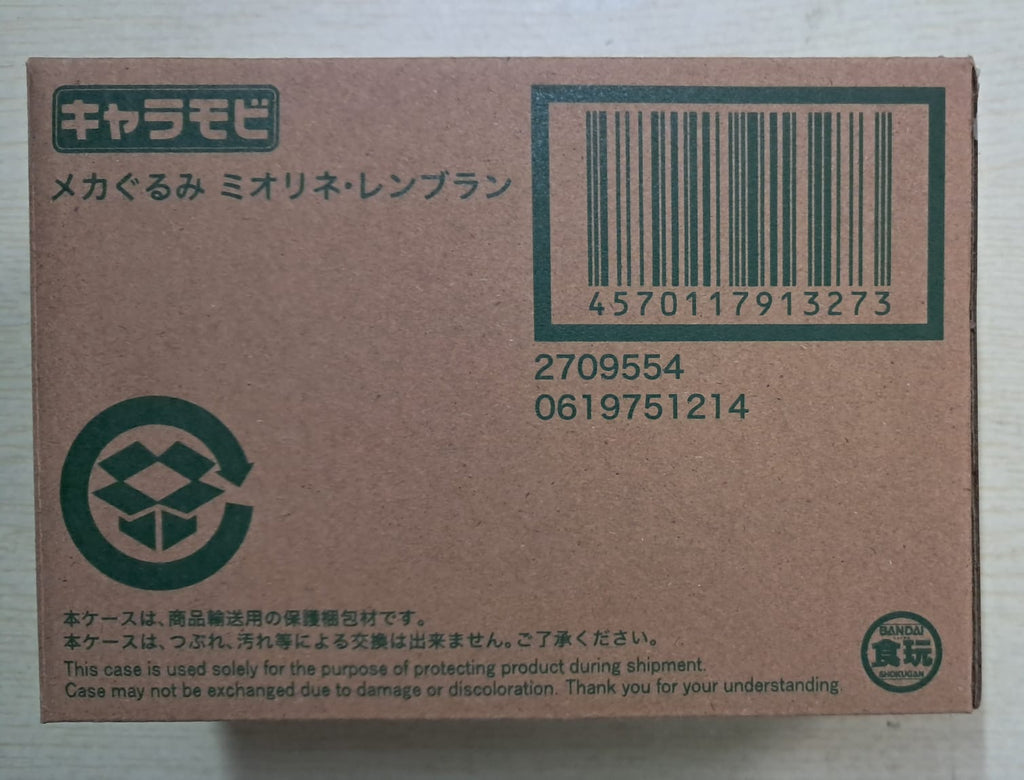 キャラモビ
メカぐるみ ミオリネ・レンブラン
4570117913273
2709554
0619751214
本ケースは、商品輸送用の保護梱包材です。
本ケースは、つぶれ、汚れ等による交換は出来ません。ご了承ください。
This case is used solely for the purpose of protecting product during shipment.
Case may not be exchanged due to damage or discoloration. Thank you for your understanding.
BANDAI
食玩
SHOKUGAN